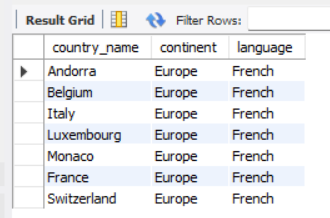 Result Grid Filter Rows:
country_name continent language
Andorra Europe French
Belgium Europe French
Italy Europe French
Luxembourg Europe French
Monaco Europe French
France Europe French
Switzerland Europe French